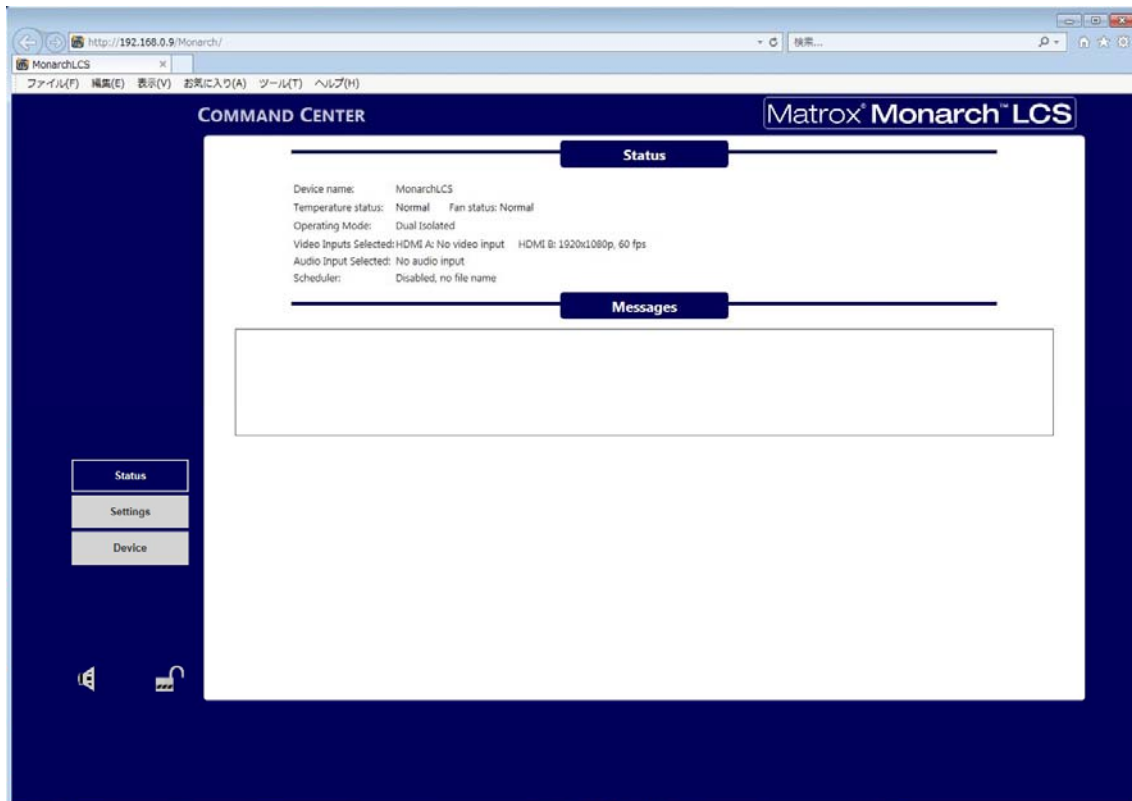 http://192.168.0.9/Monarch/
検索...
MonarchLCS
ファイル(F) 編集(E) 表示(V) お気に入り(A) ツール(T) ヘルプ(H)
COMMAND CENTER
Matrox® Monarch™ LCS
Status
Device name: MonarchLCS
Temperature status: Normal Fan status: Normal
Operating Mode: Dual Isolated
Video Inputs Selected: HDMI A: No video input HDMI B: 1920x1080p, 60 fps
Audio Input Selected: No audio input
Scheduler: Disabled, no file name
Messages
Status
Settings
Device